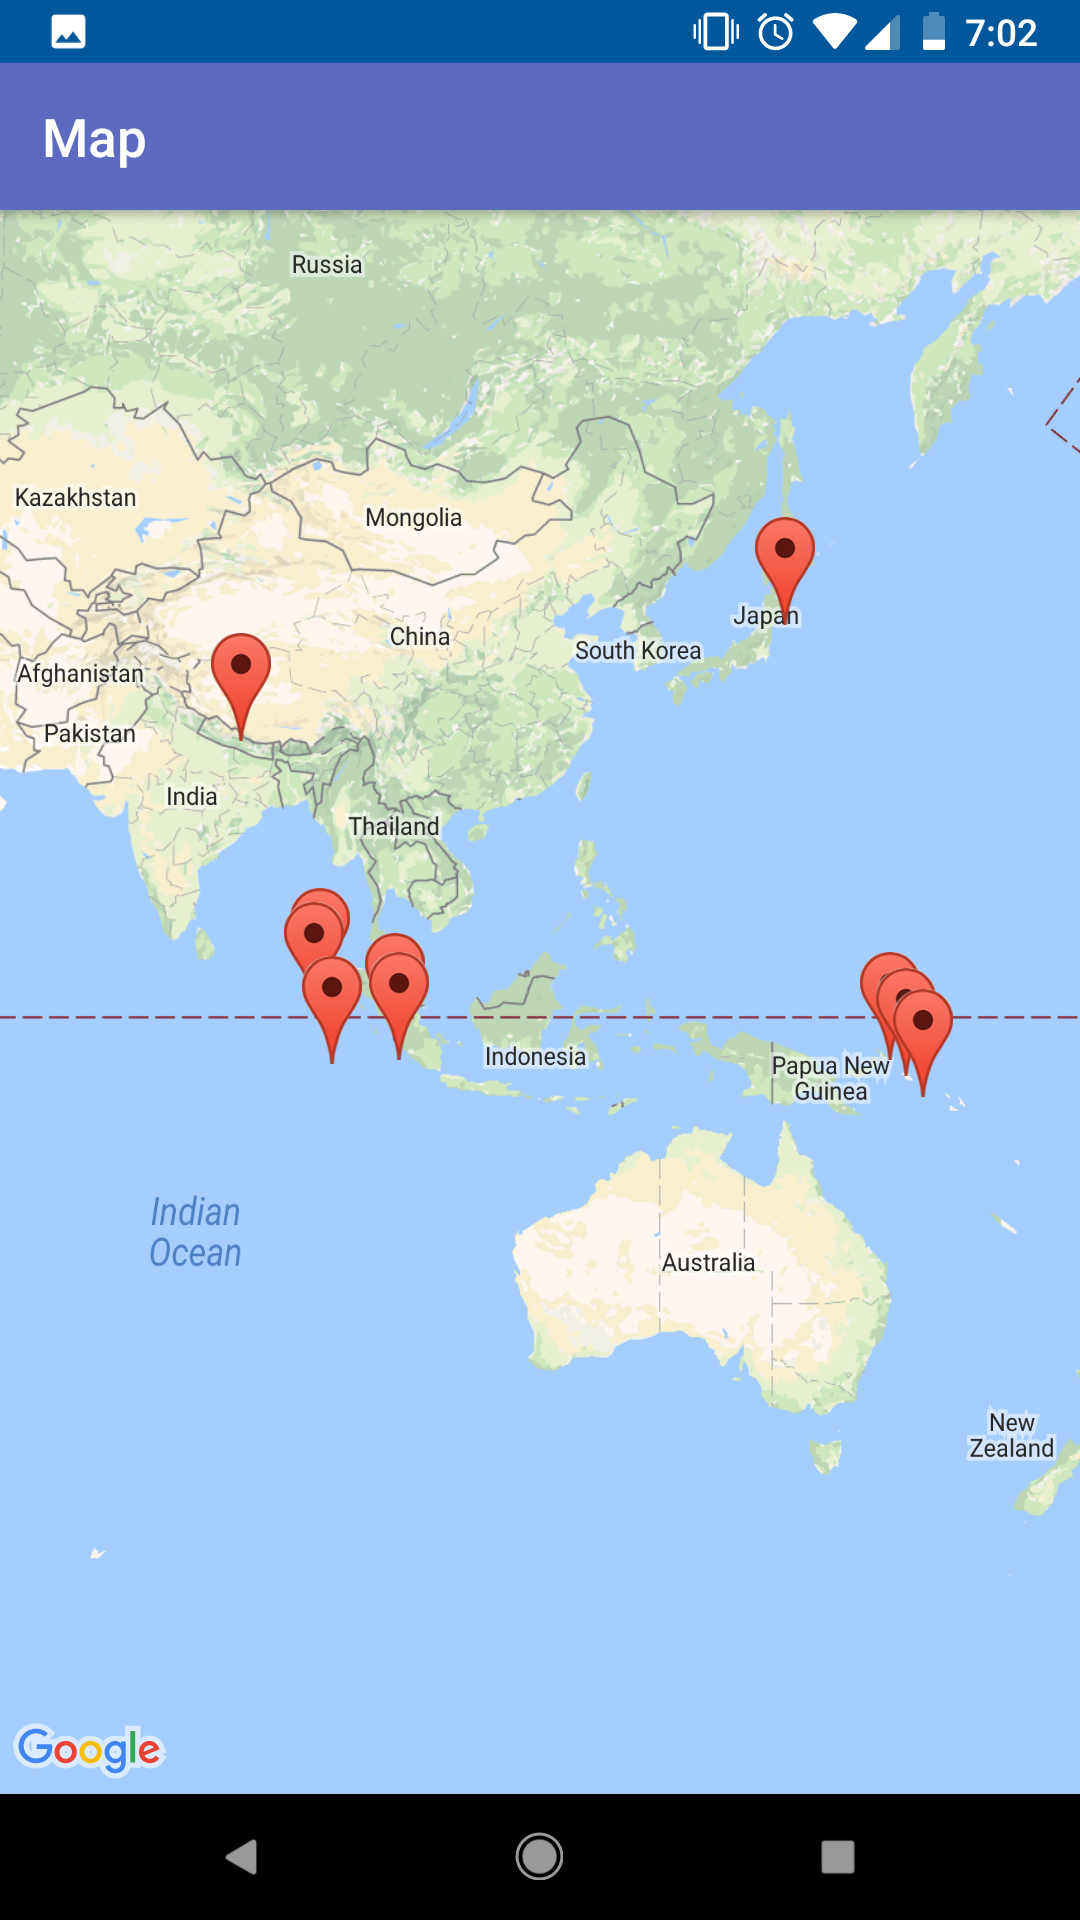 7:02
Map
Russia
Kazakhstan
Mongolia
Japan
China
South Korea
Afghanistan
Pakistan
India
Thailand
Indonesia
Papua New
Guinea
Indian
Ocean
Australia
New
Zealand
Google